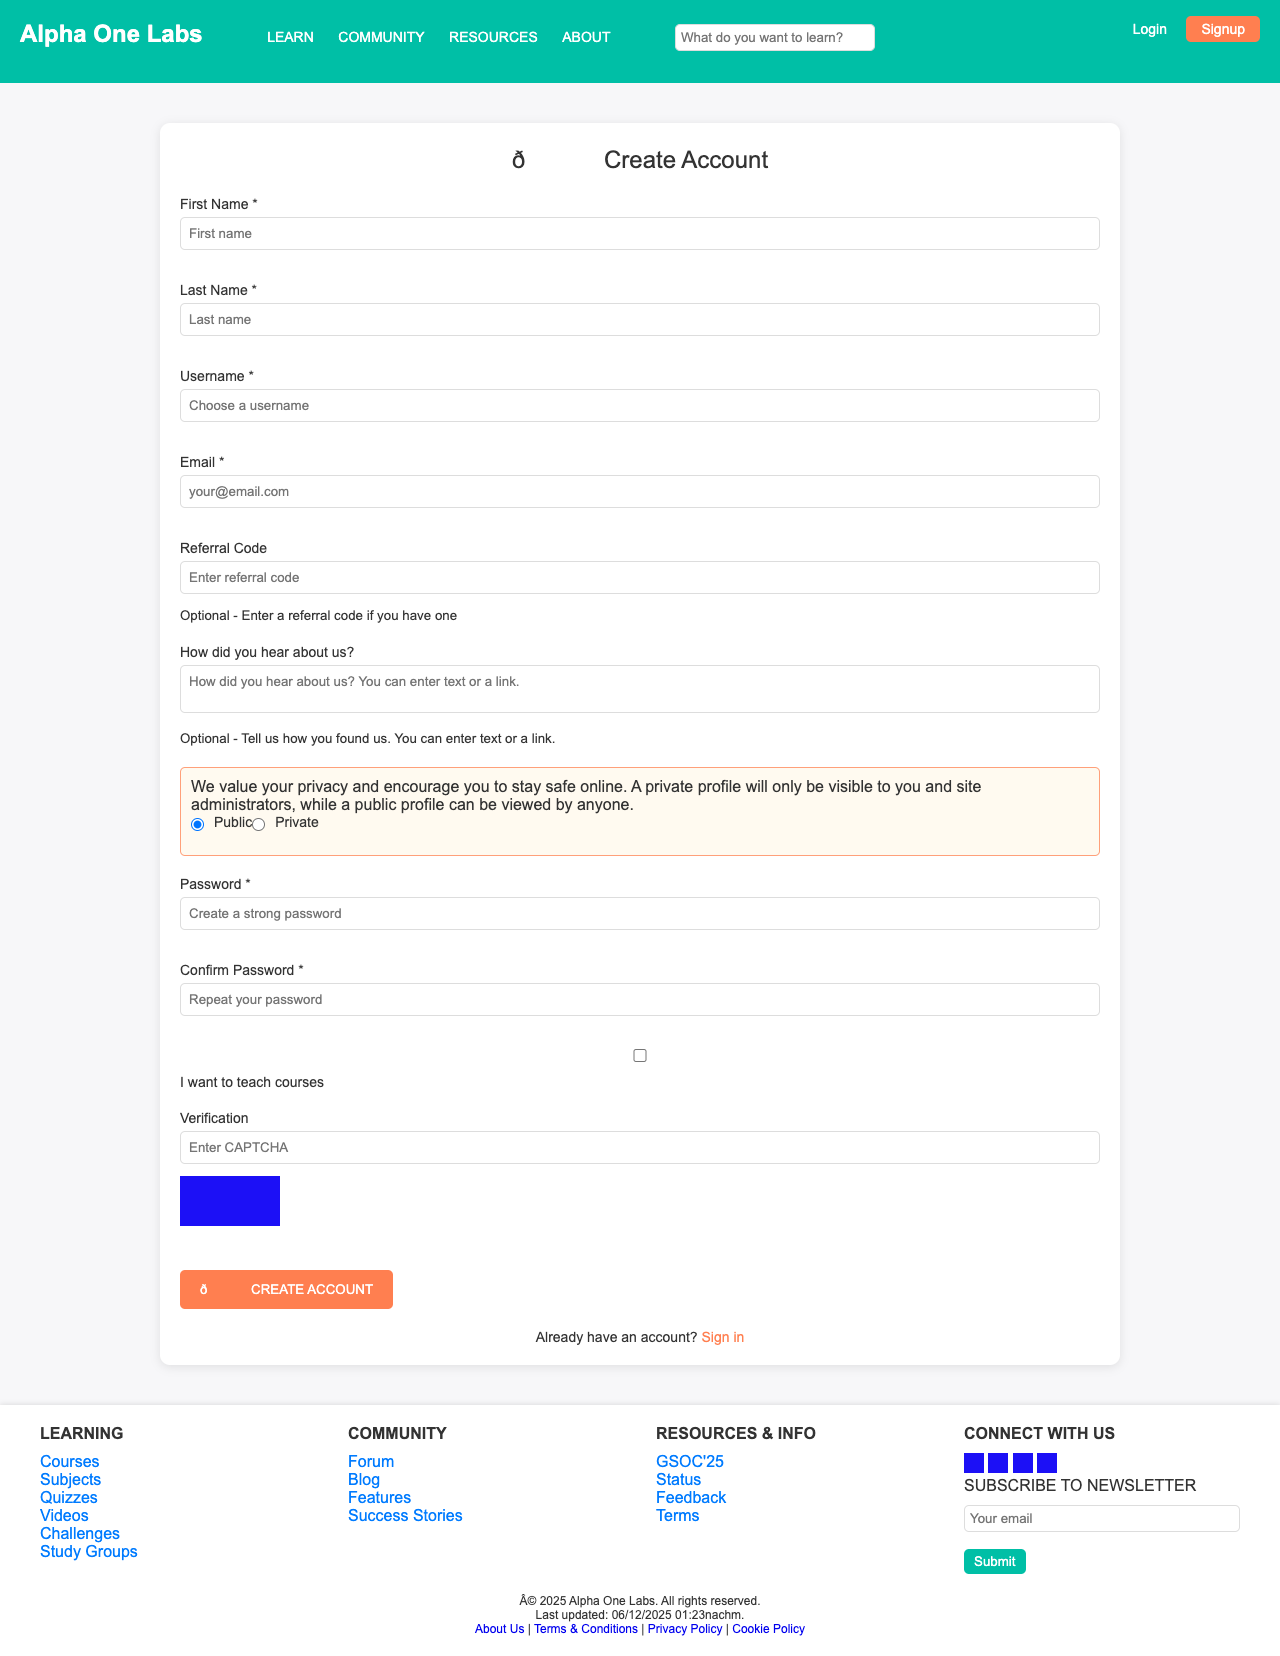 Alpha One Labs
LEARN COMMUNITY RESOURCES ABOUT
What do you want to learn?
Login Signup
ð Create Account
First Name *
First name
Last Name *
Last name
Username *
Choose a username
Email *
your@email.com
Referral Code
Enter referral code
Optional - Enter a referral code if you have one
How did you hear about us?
How did you hear about us? You can enter text or a link.
Optional - Tell us how you found us. You can enter text or a link.
We value your privacy and encourage you to stay safe online. A private profile will only be visible to you and site
administrators, while a public profile can be viewed by anyone.
Public Private
Password *
Create a strong password
Confirm Password *
Repeat your password
I want to teach courses
Verification
Enter CAPTCHA
ð CREATE ACCOUNT
Already have an account? Sign in
LEARNING
Courses
Subjects
Quizzes
Videos
Challenges
Study Groups
COMMUNITY
Forum
Blog
Features
Success Stories
RESOURCES & INFO
GSOC'25
Status
Feedback
Terms
CONNECT WITH US
SUBSCRIBE TO NEWSLETTER
Your email
Submit
Â© 2025 Alpha One Labs. All rights reserved.
Last updated: 06/12/2025 01:23nachm.
About Us | Terms & Conditions | Privacy Policy | Cookie Policy